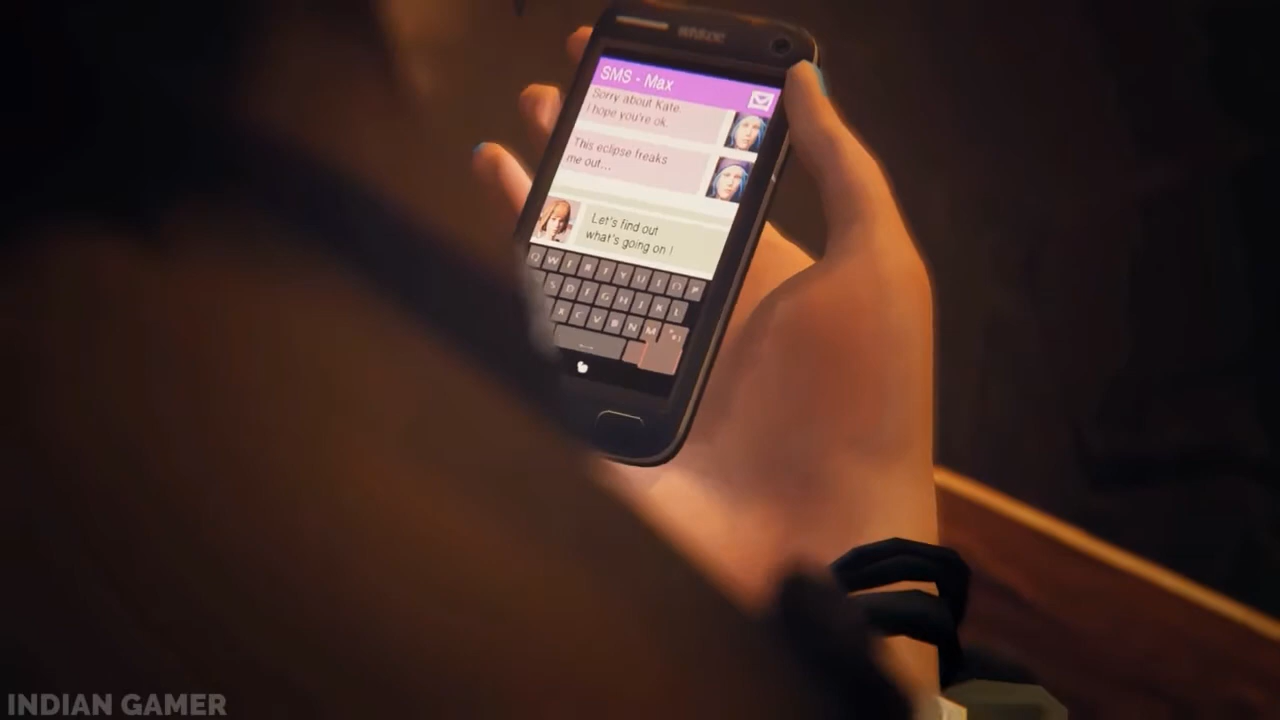 SMS - Max
Sorry about Kate.
I hope you're ok.
This eclipse freaks
me out...
Let's find out
what's going on !
INDIAN GAMER